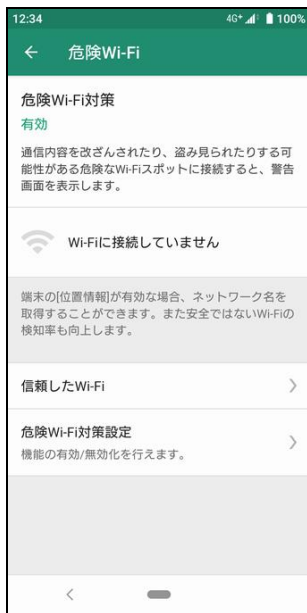 12:34 4G+ 100%
危険Wi-Fi
危険Wi-Fi対策
有効
通信内容を改ざんされたり、盗み見られたりする可
能性がある危険なWi-Fiスポットに接続すると、警告
画面を表示します。
Wi-Fiに接続していません
端末の[位置情報]が有効な場合、ネットワーク名を
取得することができます。また安全ではないWi-Fiの
検知率も向上します。
信頼したWi-Fi
危険Wi-Fi対策設定
機能の有効/無効化を行えます。